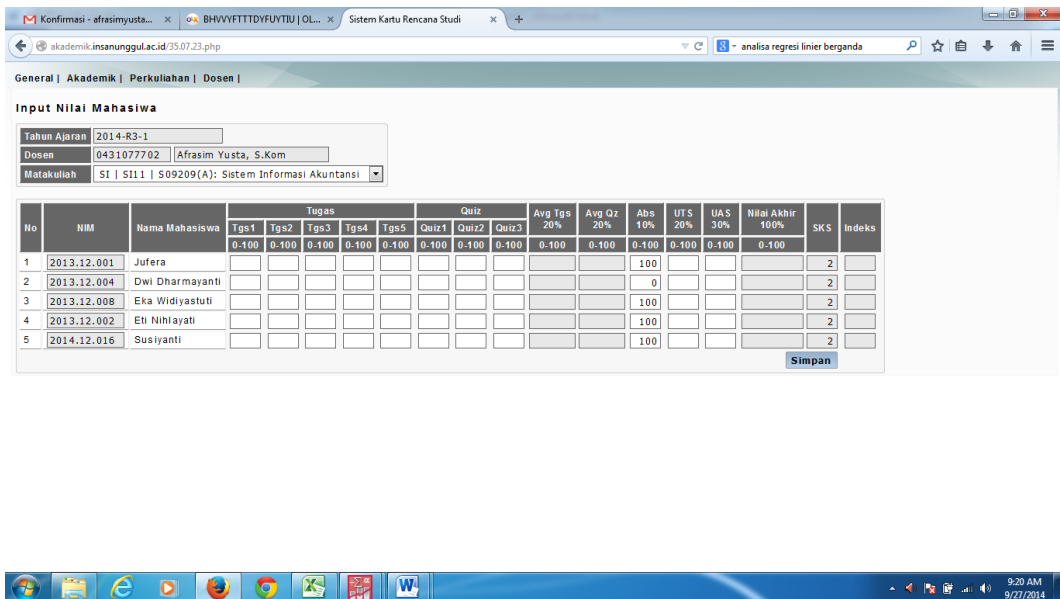 Konfirmasi - afrasimyusta... × BHVVYFTTTDYFUYTIU | OL... × Sistem Kartu Rencana Studi × +
akademik.insanunggul.ac.id/35.07.23.php analisa regresi linier berganda
General | Akademik | Perkuliahan | Dosen |
Input Nilai Mahasiwa
Tahun Ajaran 2014-R3-1
Dosen 0431077702 Afrasim Yusta, S.Kom
Matakuliah SI | SI11 | S09209(A): Sistem Informasi Akuntansi
No NIM Nama Mahasiswa Tugas Quiz Avg Tgs 20% Avg Qz 20% Abs 10% UTS 20% UAS 30% Nilai Akhir 100% SKS Indeks
Tgs1 Tgs2 Tgs3 Tgs4 Tgs5 Quiz1 Quiz2 Quiz3
0-100 0-100 0-100 0-100 0-100 0-100 0-100 0-100 0-100 0-100 0-100 0-100 0-100 0-100
1 2013.12.001 Jufera 100 2
2 2013.12.004 Dwi Dharmayanti 0 2
3 2013.12.008 Eka Widiyastuti 100 2
4 2013.12.002 Eti Nihlayati 100 2
5 2014.12.016 Susiyanti 100 2
Simpan
9:20 AM
9/27/2014